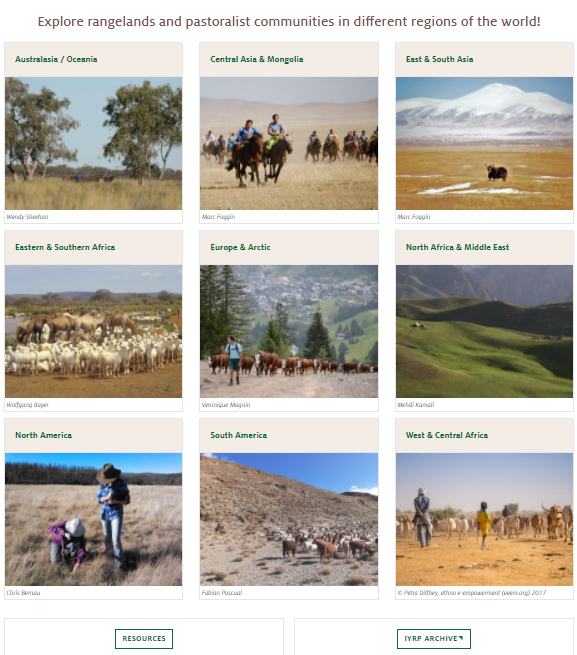 Explore rangelands and pastoralist communities in different regions of the world!
Australasia / Oceania
Central Asia & Mongolia
East & South Asia
Wendy Sheehan
Marc Foggin
Marc Foggin
Eastern & Southern Africa
Europe & Arctic
North Africa & Middle East
Wolfgang Bayer
Veronique Magnin
Mehdi Kamali
North America
South America
West & Central Africa
Chris Bernau
Fabian Pascual
© Petra Dilthey, ethno e-empowerment (eeem.org) 2017
RESOURCES
IYRP ARCHIVE